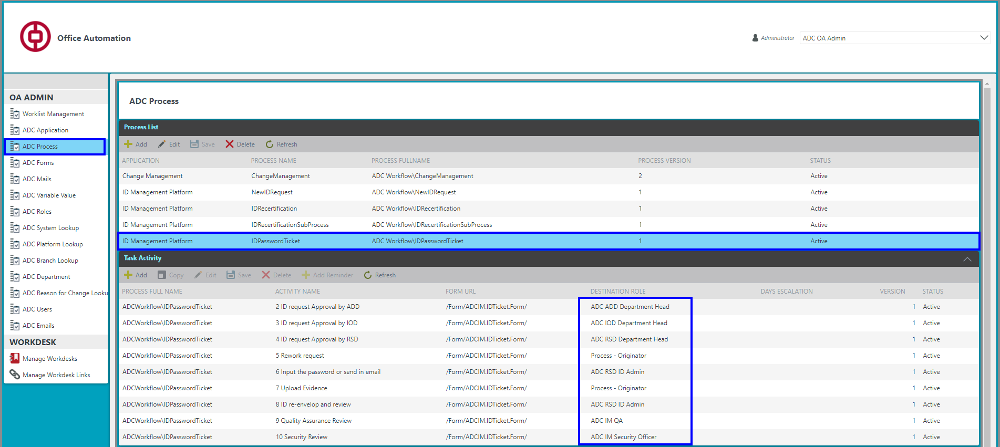 Office Automation
Administrator ADC OA Admin
OA ADMIN
Worklist Management
ADC Application
ADC Process
ADC Forms
ADC Mails
ADC Variable Value
ADC Roles
ADC System Lookup
ADC Platform Lookup
ADC Branch Lookup
ADC Department
ADC Reason for Change Looku
ADC Users
ADC Emails
WORKDESK
Manage Workdesks
Manage Workdesk Links
ADC Process
Process List
Add Edit Save Delete Refresh
APPLICATION PROCESS NAME PROCESS FULLNAME PROCESS VERSION STATUS
Change Management ChangeManagement ADC Workflow\ChangeManagement 2 Active
ID Management Platform NewIDRequest ADC Workflow\NewIDRequest 1 Active
ID Management Platform IDRecertification ADC Workflow\IDRecertification 1 Active
ID Management Platform IDRecertificationSubProcess ADC Workflow\IDRecertificationSubProcess 1 Active
ID Management Platform IDPasswordTicket ADC Workflow\IDPasswordTicket 1 Active
Task Activity
Add Copy Edit Save Delete Add Reminder Refresh
PROCESS FULL NAME ACTIVITY NAME FORM URL DESTINATION ROLE DAYS ESCALATION VERSION STATUS
ADCWorkflow\IDPasswordTicket 2 ID request Approval by ADD /Form/ADCIM.IDTicket.Form/ ADC ADD Department Head 1 Active
ADCWorkflow\IDPasswordTicket 3 ID request Approval by IOD /Form/ADCIM.IDTicket.Form/ ADC IOD Department Head 1 Active
ADCWorkflow\IDPasswordTicket 4 ID request Approval by RSD /Form/ADCIM.IDTicket.Form/ ADC RSD Department Head 1 Active
ADCWorkflow\IDPasswordTicket 5 Rework request /Form/ADCIM.IDTicket.Form/ Process - Originator 1 Active
ADCWorkflow\IDPasswordTicket 6 Input the password or send in email /Form/ADCIM.IDTicket.Form/ ADC RSD ID Admin 1 Active
ADCWorkflow\IDPasswordTicket 7 Upload Evidence /Form/ADCIM.IDTicket.Form/ Process - Originator 1 Active
ADCWorkflow\IDPasswordTicket 8 ID re-envelop and review /Form/ADCIM.IDTicket.Form/ ADC RSD ID Admin 1 Active
ADCWorkflow\IDPasswordTicket 9 Quality Assurance Review /Form/ADCIM.IDTicket.Form/ ADC IM QA 1 Active
ADCWorkflow\IDPasswordTicket 10 Security Review /Form/ADCIM.IDTicket.Form/ ADC IM Security Officer 1 Active